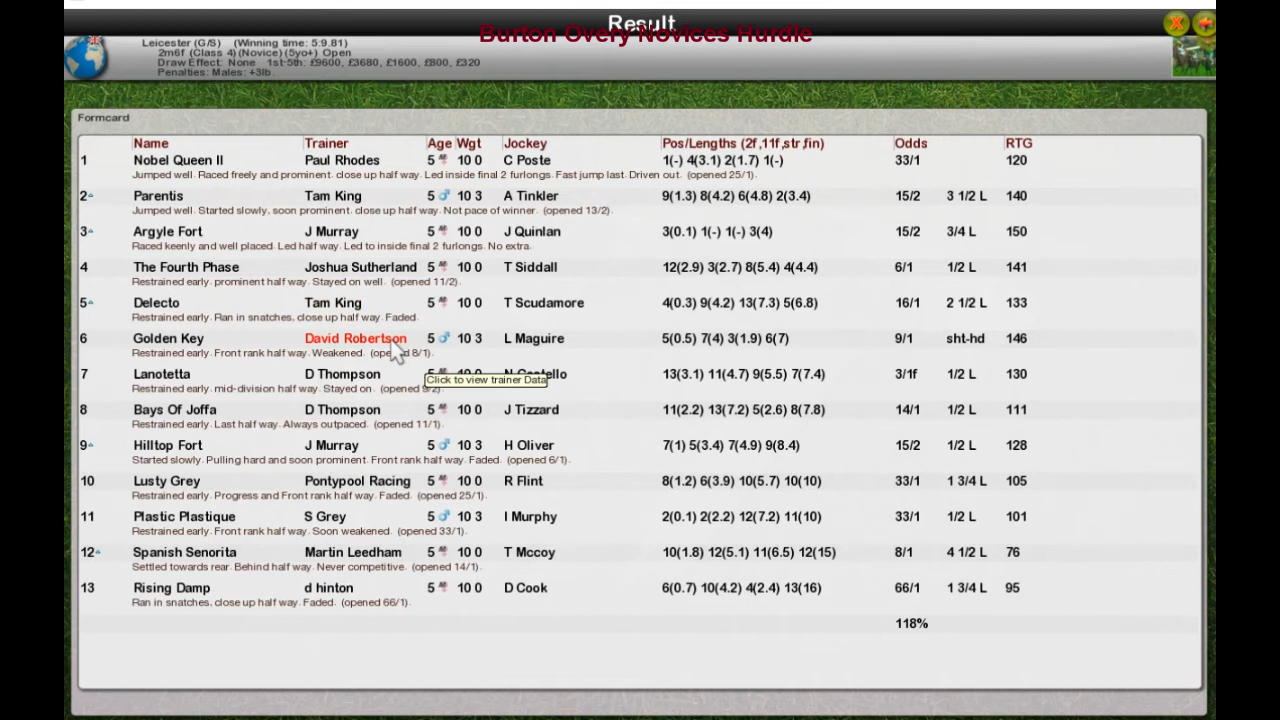 Result
Burton Overy Novices Hurdle
Leicester (G/S) (Winning time: 5:9.81)
2m6f (Class 4)(Novice)(5yo+) Open
Draw Effect: None 1st-5th: £9600, £3680, £1600, £800, £320
Penalties: Males: +3lb.
Formcard
Name Trainer Age Wgt Jockey Pos/Lengths (2f,11f,str,fin) Odds RTG
1 Nobel Queen II Paul Rhodes 5 10 0 C Poste 1(-) 4(3.1) 2(1.7) 1(-) 33/1 120
Jumped well. Raced freely and prominent. close up half way. Led inside final 2 furlongs. Fast jump last. Driven out. (opened 25/1).
2 Parentis Tam King 5 ♂ 10 3 A Tinkler 9(1.3) 8(4.2) 6(4.8) 2(3.4) 15/2 3 1/2 L 140
Jumped well. Started slowly, soon prominent. close up half way. Not pace of winner. (opened 13/2).
3 Argyle Fort J Murray 5 10 0 J Quinlan 3(0.1) 1(-) 1(-) 3(4) 15/2 3/4 L 150
Raced keenly and well placed. Led half way. Led to inside final 2 furlongs. No extra.
4 The Fourth Phase Joshua Sutherland 5 10 0 T Siddall 12(2.9) 3(2.7) 8(5.4) 4(4.4) 6/1 1/2 L 141
Restrained early. prominent half way. Stayed on well. (opened 11/2).
5 Delecto Tam King 5 10 0 T Scudamore 4(0.3) 9(4.2) 13(7.3) 5(6.8) 16/1 2 1/2 L 133
Restrained early. Ran in snatches, close up half way. Faded.
6 Golden Key David Robertson 5 ♂ 10 3 L Maguire 5(0.5) 7(4) 3(1.9) 6(7) 9/1 sht-hd 146
Restrained early. Front rank half way. Weakened. 8/1).
7 Lanotetta D Thompson 13(3.1) 11(4.7) 9(5.5) 7(7.4) 3/1f 1/2 L 130
Click to view trainer Data
Restrained early. mid-division half way. Stayed on. (opened
8 Bays Of Joffa D Thompson 5 10 0 J Tizzard 11(2.2) 13(7.2) 5(2.6) 8(7.8) 14/1 1/2 L 111
Restrained early. Last half way. Always outpaced. (opened 11/1).
9 Hilltop Fort J Murray 5 ♂ 10 3 H Oliver 7(1) 5(3.4) 7(4.9) 9(8.4) 15/2 1/2 L 128
Started slowly. Pulling hard and soon prominent. Front rank half way. Faded. (opened 6/1).
10 Lusty Grey Pontypool Racing 5 10 0 R Flint 8(1.2) 6(3.9) 10(5.7) 10(10) 33/1 1 3/4 L 105
Restrained early. Progress and Front rank half way. Faded. (opened 25/1).
11 Plastic Plastique S Grey 5 ♂ 10 3 I Murphy 2(0.1) 2(2.2) 12(7.2) 11(10) 33/1 1/2 L 101
Restrained early. Front rank half way. Soon weakened. (opened 33/1).
12 Spanish Senorita Martin Leedham 5 10 0 T Mccoy 10(1.8) 12(5.1) 11(6.5) 12(15) 8/1 4 1/2 L 76
Settled towards rear. Behind half way. Never competitive. (opened 14/1).
13 Rising Damp d hinton 5 10 0 D Cook 6(0.7) 10(4.2) 4(2.4) 13(16) 66/1 1 3/4 L 95
Ran in snatches, close up half way. Faded. (opened 66/1).
118%